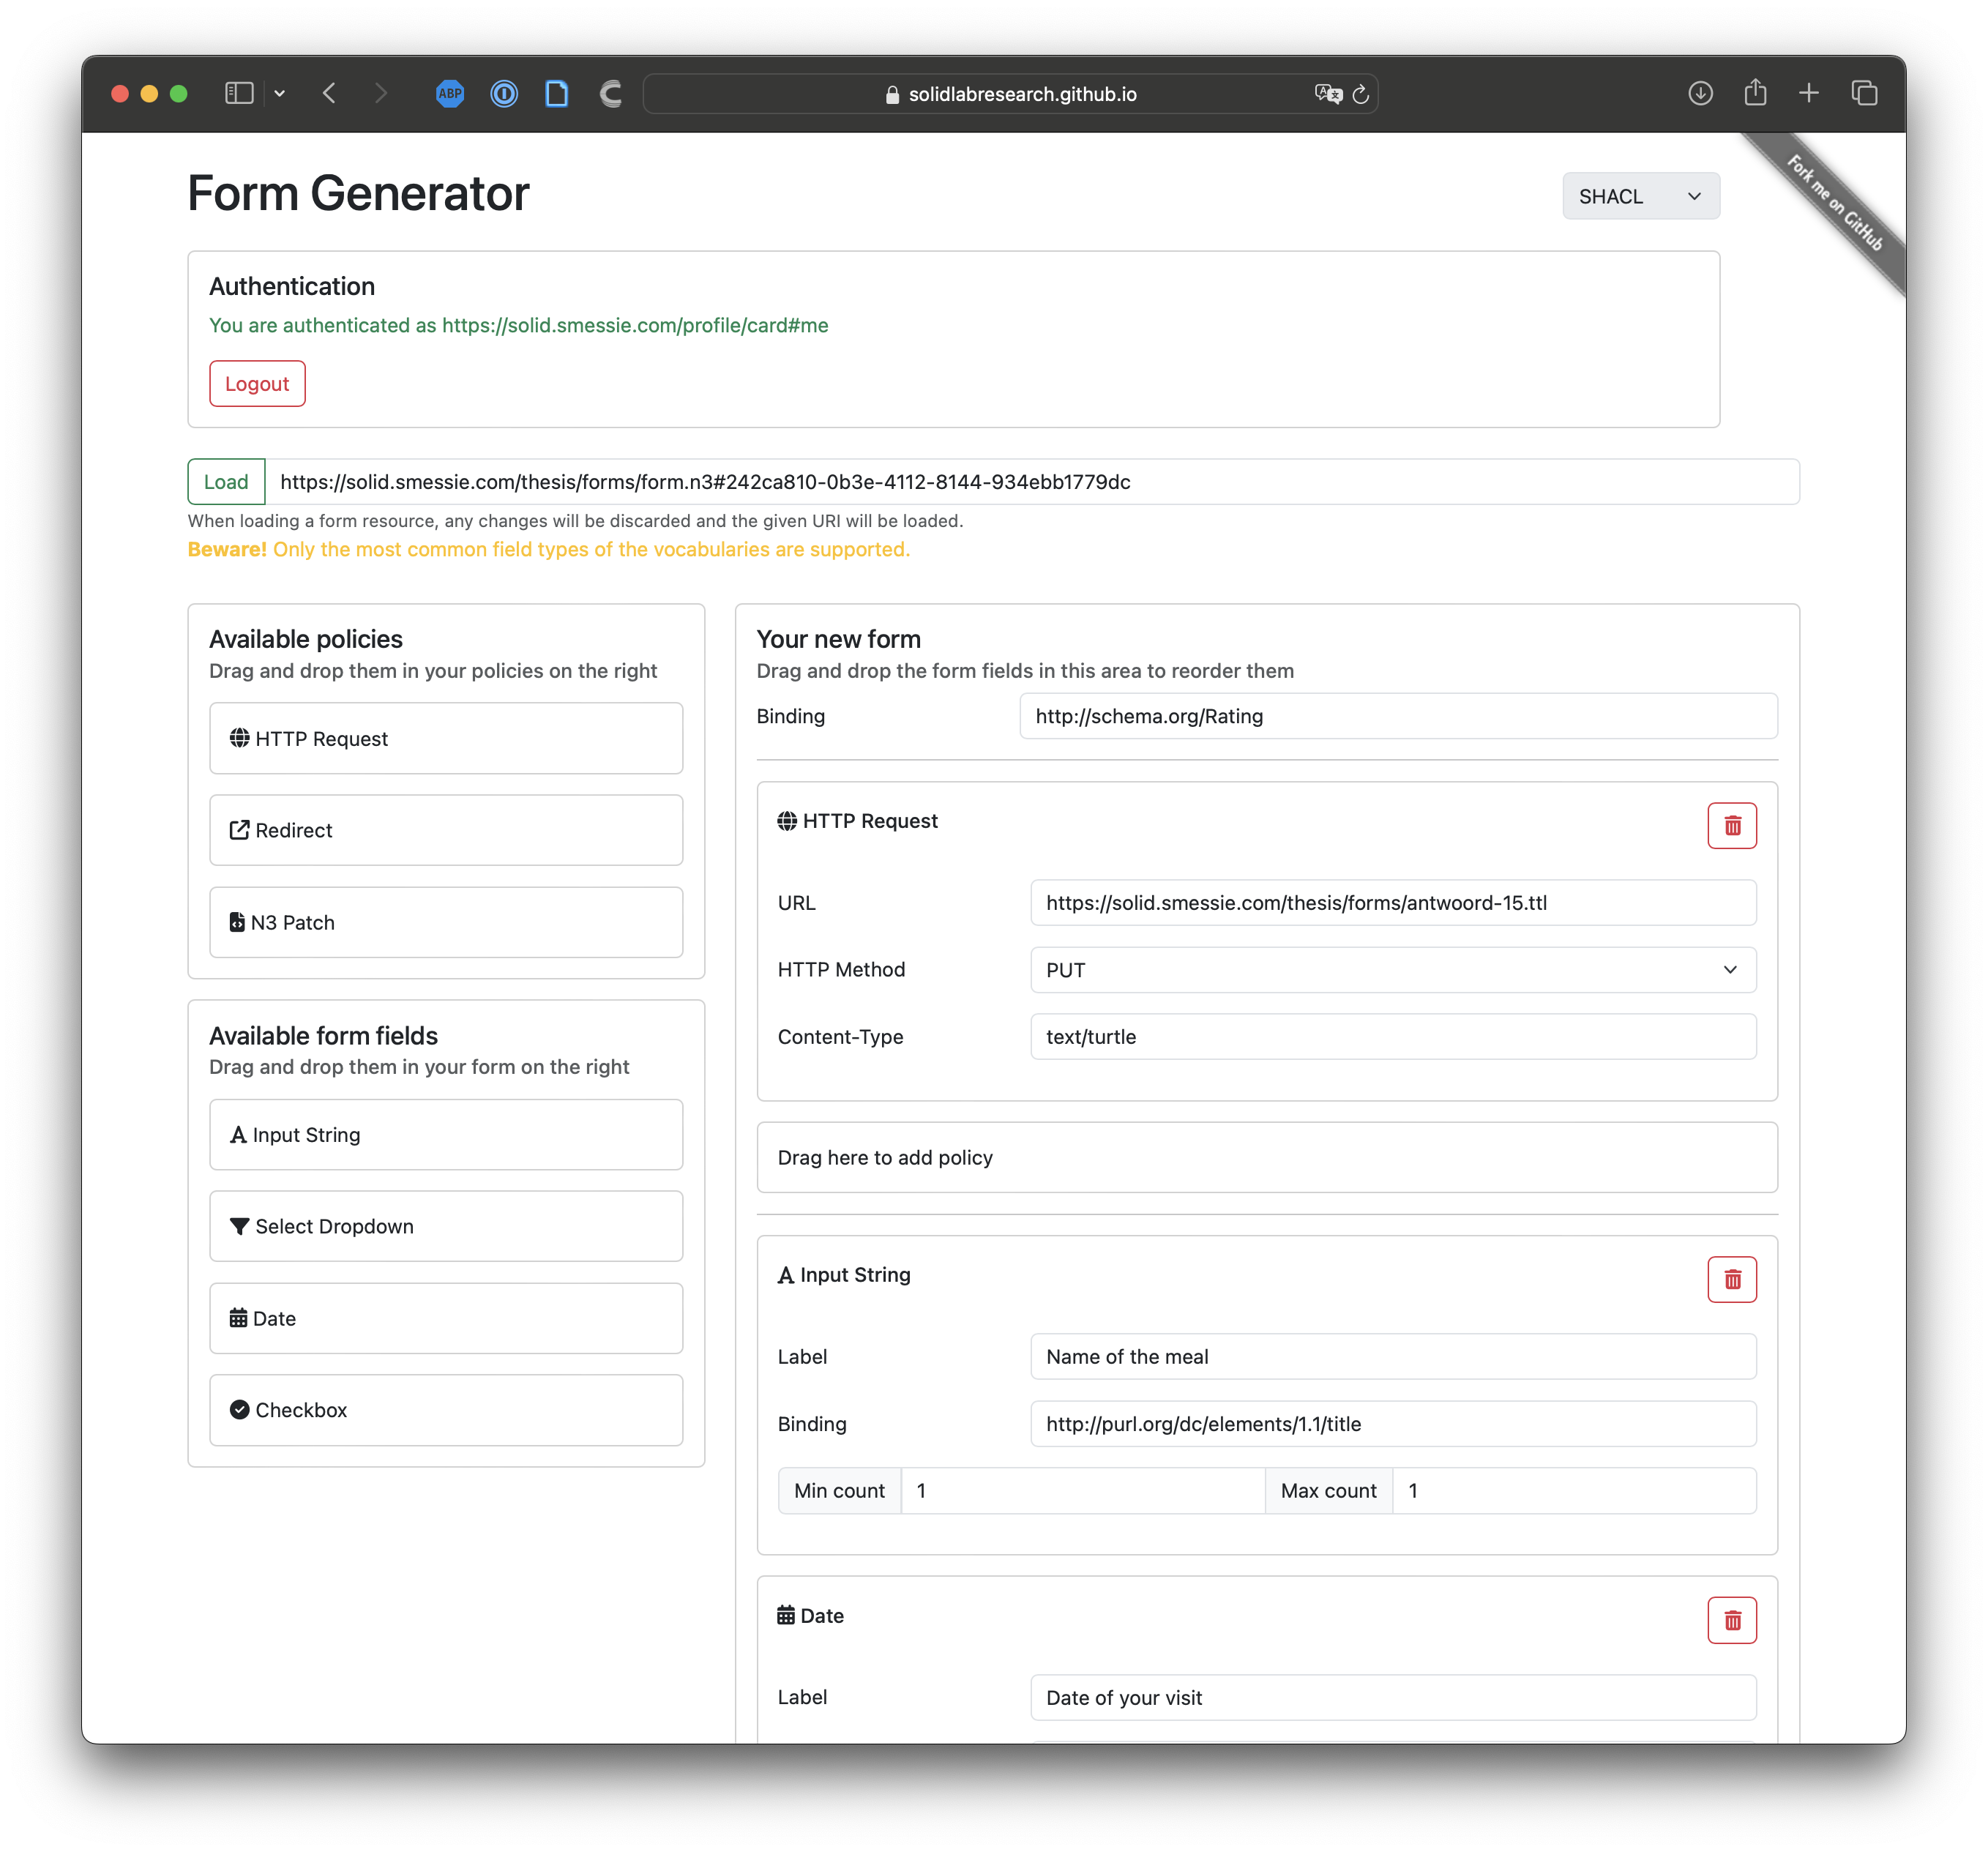 ABP
solidlabresearch.github.io
Fork me on GitHub
Form Generator
SHACL
Authentication
You are authenticated as https://solid.smessie.com/profile/card#me
Logout
Load
https://solid.smessie.com/thesis/forms/form.n3#242ca810-0b3e-4112-8144-934ebb1779dc
When loading a form resource, any changes will be discarded and the given URI will be loaded.
Beware! Only the most common field types of the vocabularies are supported.
Available policies
Drag and drop them in your policies on the right
HTTP Request
Redirect
N3 Patch
Available form fields
Drag and drop them in your form on the right
Input String
Select Dropdown
Date
Checkbox
Your new form
Drag and drop the form fields in this area to reorder them
Binding http://schema.org/Rating
HTTP Request
URL https://solid.smessie.com/thesis/forms/antwoord-15.ttl
HTTP Method PUT
Content-Type text/turtle
Drag here to add policy
Input String
Label Name of the meal
Binding http://purl.org/dc/elements/1.1/title
Min count 1 Max count 1
Date
Label Date of your visit